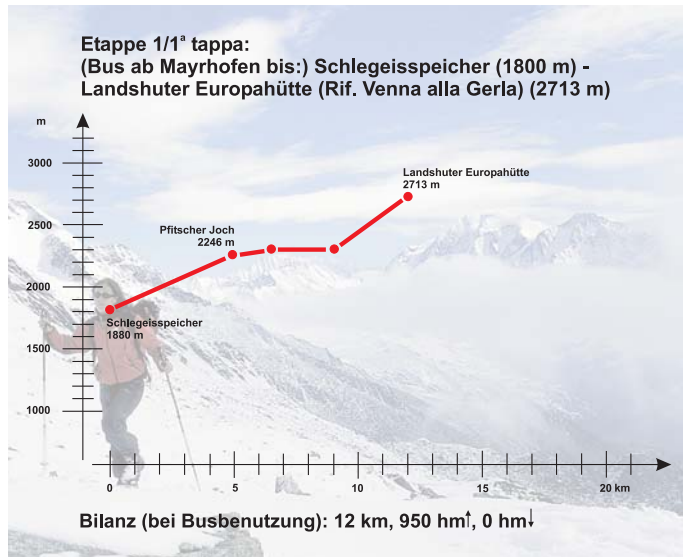 Etappe 1/1ª tappa:
(Bus ab Mayrhofen bis:) Schlegeisspeicher (1800 m) -
Landshuter Europahütte (Rif. Venna alla Gerla) (2713 m)
m
3000
Landshuter Europahütte
2713 m
2500
Pfitscher Joch
2246 m
2000
Schlegeisspeicher
1880 m
1500
1000
0 5 10 15 20 km
Bilanz (bei Busbenutzung): 12 km, 950 hm↑, 0 hm↓